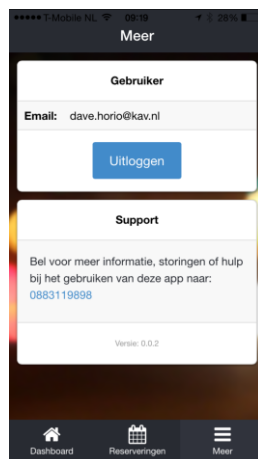 T-Mobile NL 09:19 28%
Meer
Gebruiker
Email: dave.horio@kav.nl
Uitloggen
Support
Bel voor meer informatie, storingen of hulp
bij het gebruiken van deze app naar:
0883119898
Versie: 0.0.2
Dashboard Reserveringen Meer